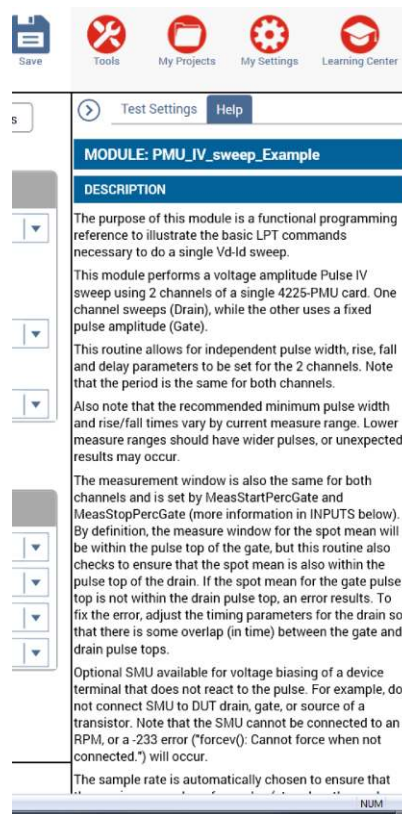 Save
Tools
My Projects
My Settings
Learning Center
s
Test Settings
Help
MODULE: PMU_IV_sweep_Example
DESCRIPTION
The purpose of this module is a functional programming
reference to illustrate the basic LPT commands
necessary to do a single Vd-Id sweep.
This module performs a voltage amplitude Pulse IV
sweep using 2 channels of a single 4225-PMU card. One
channel sweeps (Drain), while the other uses a fixed
pulse amplitude (Gate).
This routine allows for independent pulse width, rise, fall
and delay parameters to be set for the 2 channels. Note
that the period is the same for both channels.
Also note that the recommended minimum pulse width
and rise/fall times vary by current measure range. Lower
measure ranges should have wider pulses, or unexpected
results may occur.
The measurement window is also the same for both
channels and is set by MeasStartPercGate and
MeasStopPercGate (more information in INPUTS below).
By definition, the measure window for the spot mean will
be within the pulse top of the gate, but this routine also
checks to ensure that the spot mean is also within the
pulse top of the drain. If the spot mean for the gate pulse
top is not within the drain pulse top, an error results. To
fix the error, adjust the timing parameters for the drain so
that there is some overlap (in time) between the gate and
drain pulse tops.
Optional SMU available for voltage biasing of a device
terminal that does not react to the pulse. For example, do
not connect SMU to DUT drain, gate, or source of a
transistor. Note that the SMU cannot be connected to an
RPM, or a -233 error ("forcev(): Cannot force when not
connected.") will occur.
The sample rate is automatically chosen to ensure that
NUM